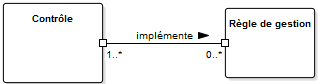 Contrôle
implémente
Règle de gestion
1..*
0..*